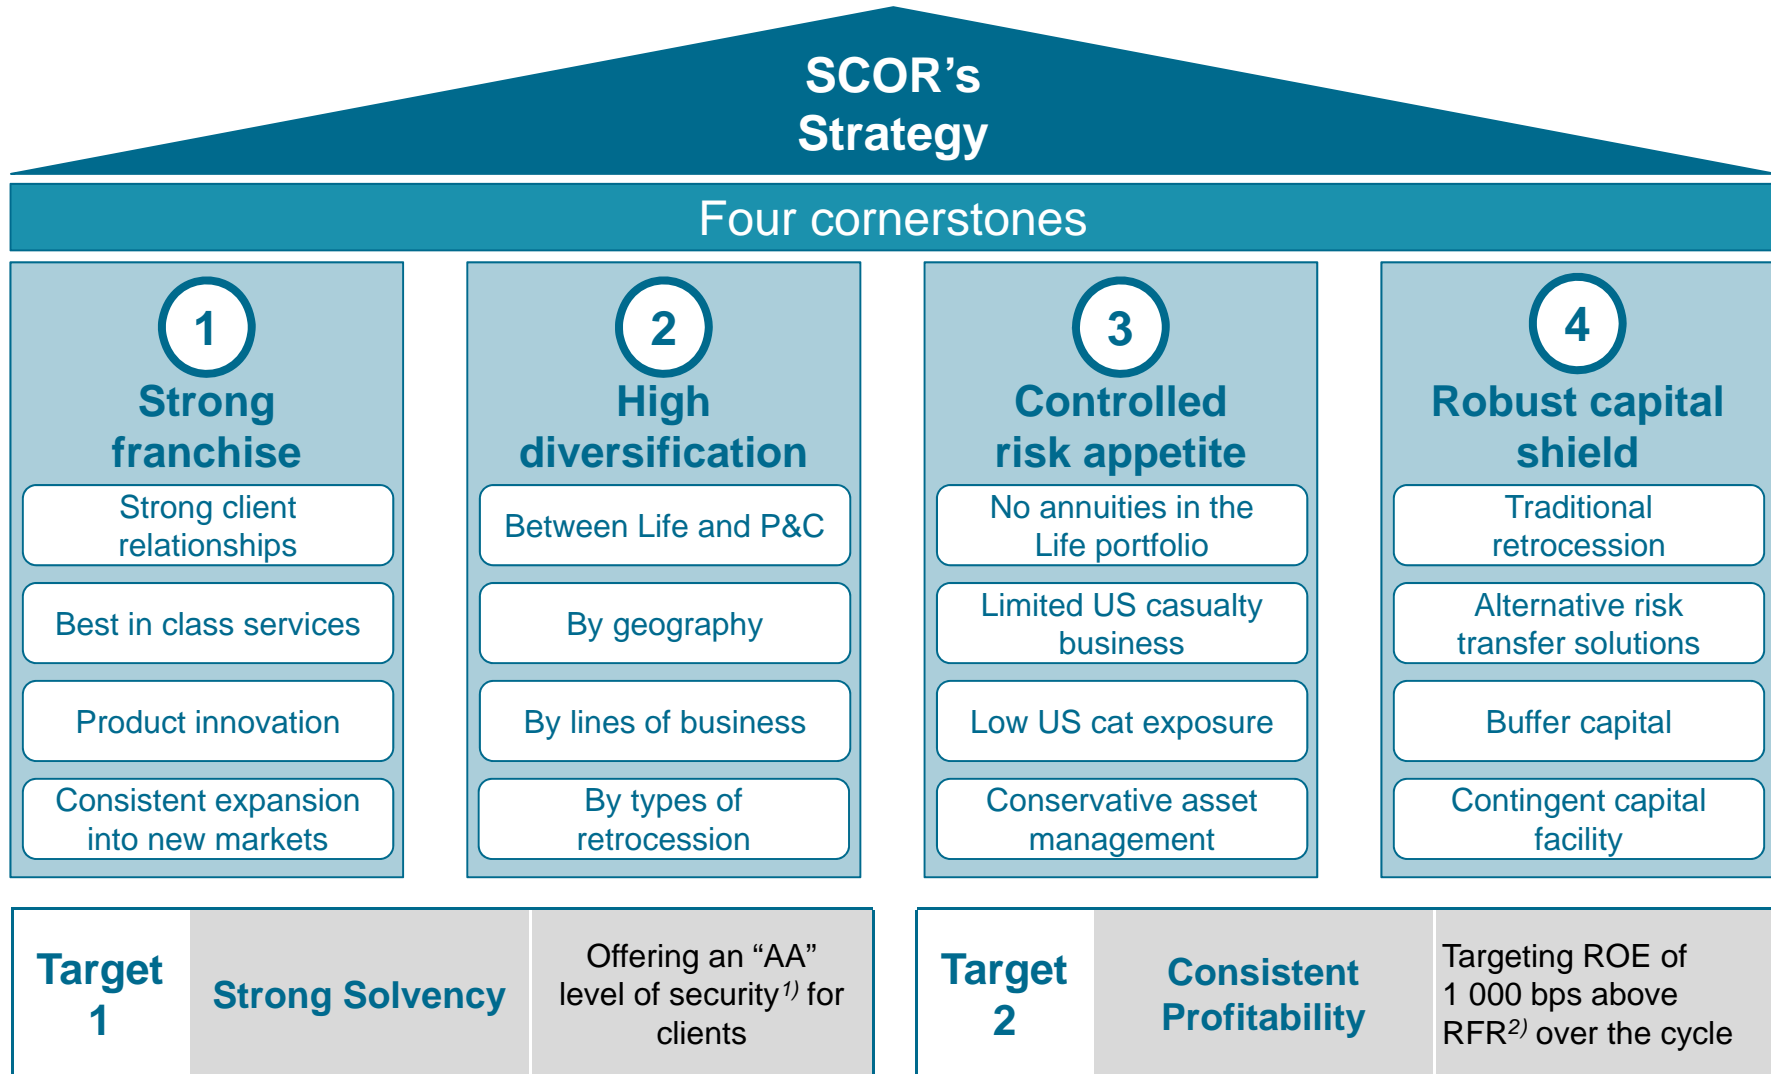 SCOR’s
Strategy
Four cornerstones
1
Strong
franchise
Strong client
relationships
Best in class services
Product innovation
Consistent expansion
into new markets
2
High
diversification
Between Life and P&C
By geography
By lines of business
By types of
retrocession
3
Controlled
risk appetite
No annuities in the
Life portfolio
Limited US casualty
business
Low US cat exposure
Conservative asset
management
4
Robust capital
shield
Traditional
retrocession
Alternative risk
transfer solutions
Buffer capital
Contingent capital
facility
Target
1
Strong Solvency
Offering an “AA”
level of security1) for
clients
Target
2
Consistent
Profitability
Targeting ROE of
1 000 bps above
RFR2) over the cycle